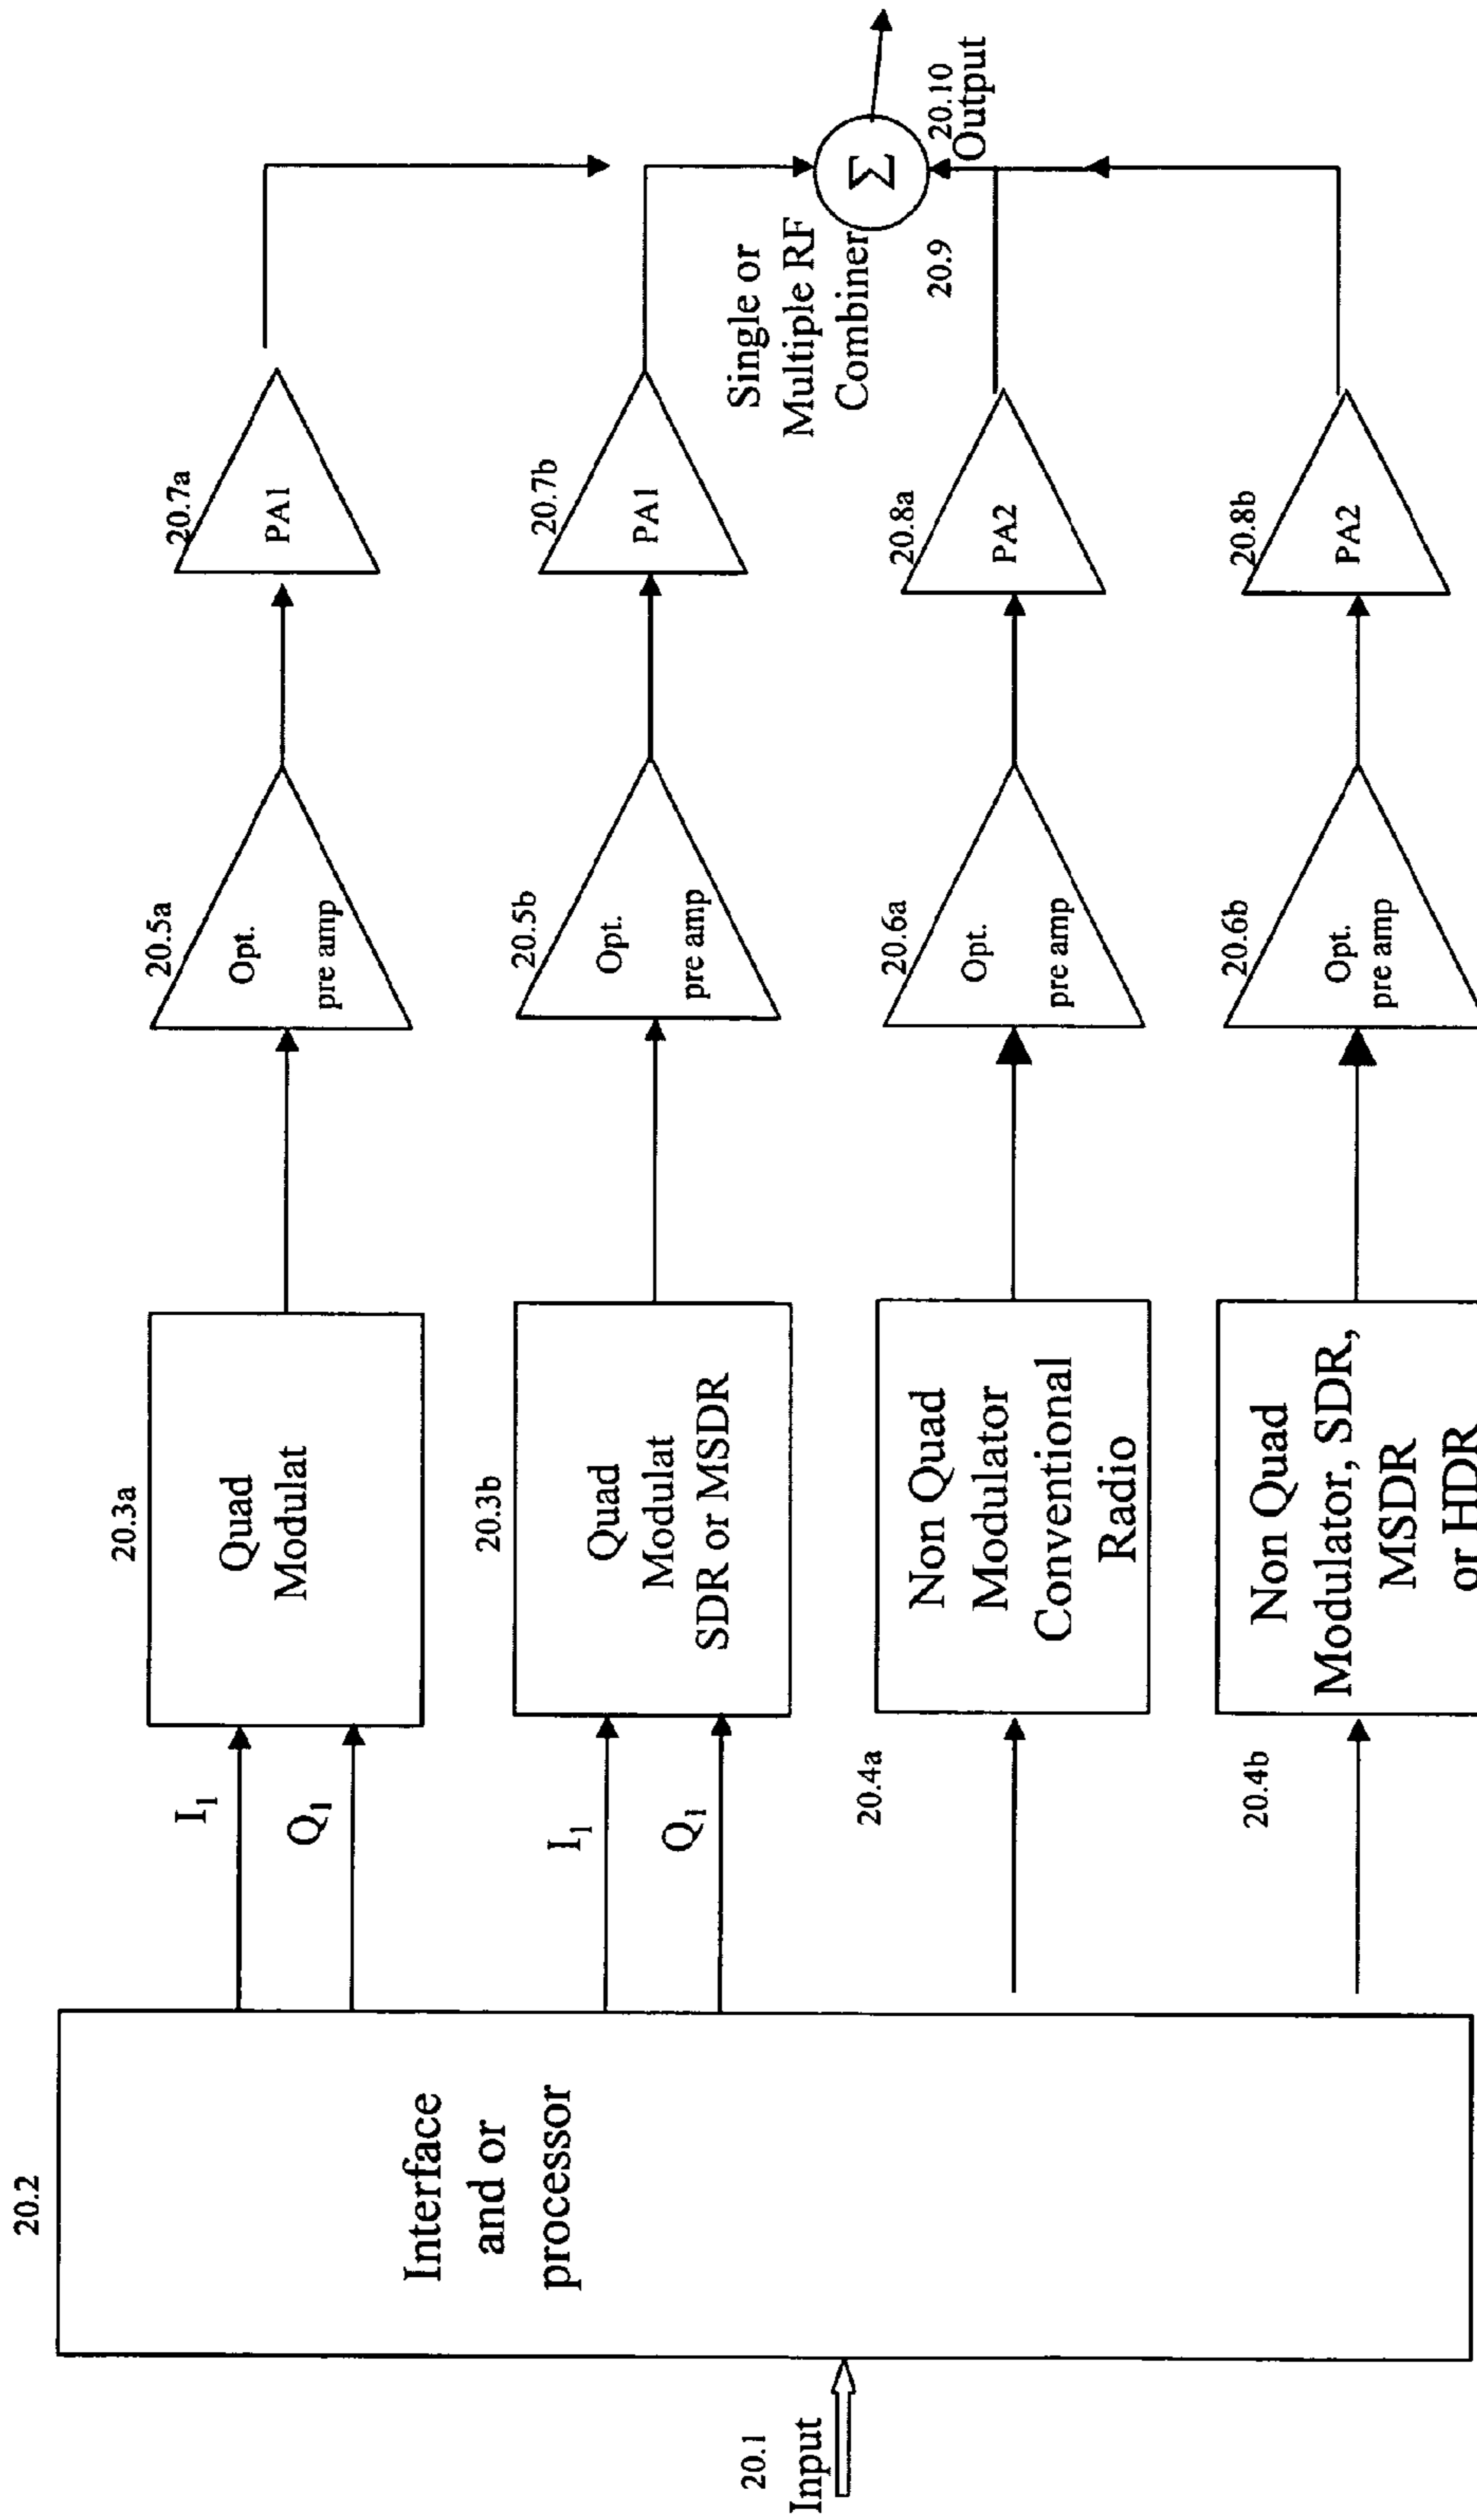 20.1
Input
20.2
Interface
and or
processor
I1
Q1
20.3a
Quad
Modulat
20.5a
Opt.
pre amp
20.7a
PA1
I1
Q1
20.3b
Quad
Modulat
SDR or MSDR
20.5b
Opt.
pre amp
20.7b
PA1
20.4a
Non Quad
Modulator
Conventional
Radio
20.6a
Opt.
pre amp
20.8a
PA2
20.4b
Non Quad
Modulator, SDR,
MSDR
or HDR
20.6b
Opt.
pre amp
20.8b
PA2
Single or
Multiple RF
Combiner
20.9
Σ
20.10
Output